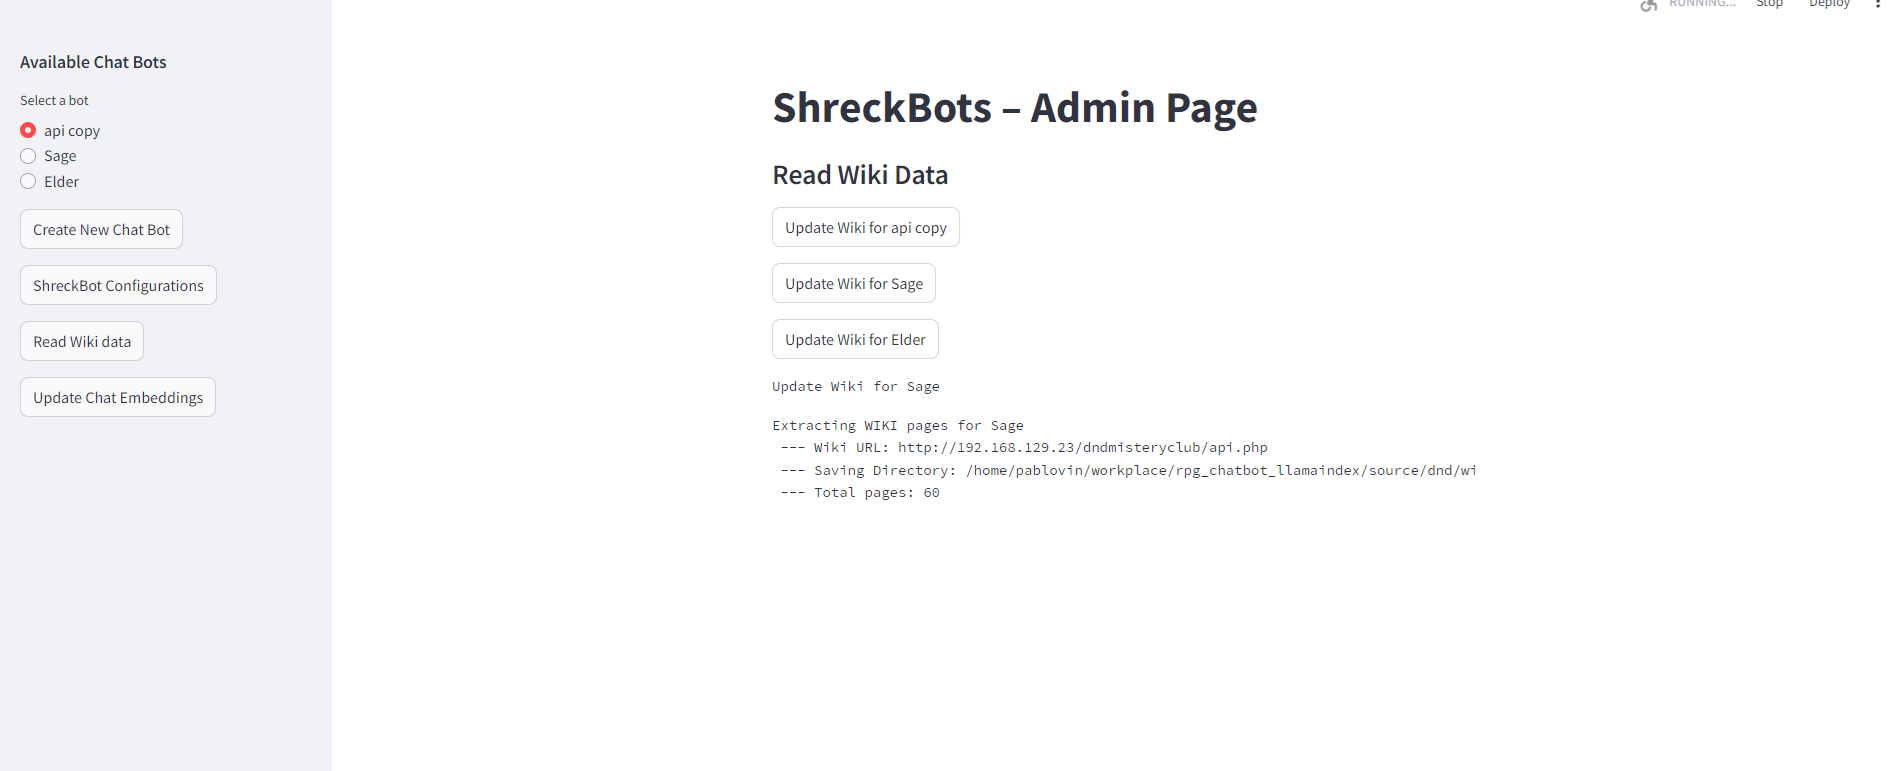 RUNNING... Stop Deploy
Available Chat Bots
Select a bot
api copy
Sage
Elder
Create New Chat Bot
ShreckBot Configurations
Read Wiki data
Update Chat Embeddings
ShreckBots – Admin Page
Read Wiki Data
Update Wiki for api copy
Update Wiki for Sage
Update Wiki for Elder
Update Wiki for Sage
Extracting WIKI pages for Sage
--- Wiki URL: http://192.168.129.23/dndmisteryclub/api.php
--- Saving Directory: /home/pablovin/workplace/rpg_chatbot_llamaindex/source/dnd/wi
--- Total pages: 60